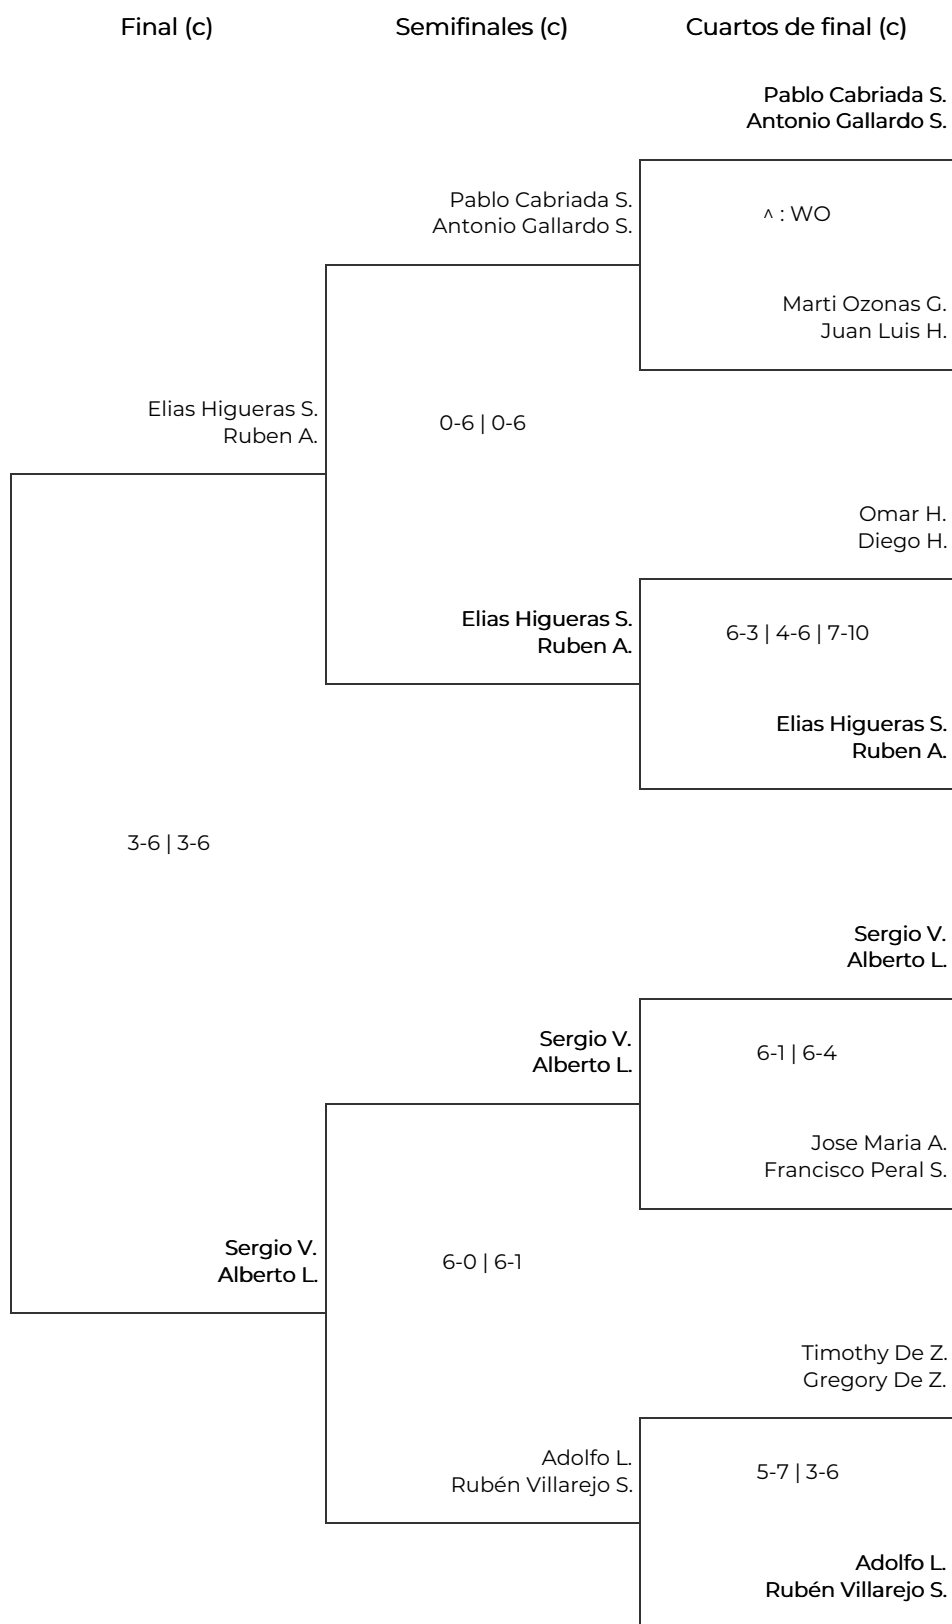 Final (c)
Semifinales (c)
Cuartos de final (c)
Pablo Cabriada S.
Antonio Gallardo S.
Pablo Cabriada S.
Antonio Gallardo S.
^ : WO
Marti Ozonas G.
Juan Luis H.
Elias Higueras S.
Ruben A.
0-6 | 0-6
Omar H.
Diego H.
Elias Higueras S.
Ruben A.
6-3 | 4-6 | 7-10
Elias Higueras S.
Ruben A.
3-6 | 3-6
Sergio V.
Alberto L.
Sergio V.
Alberto L.
6-1 | 6-4
Jose Maria A.
Francisco Peral S.
Sergio V.
Alberto L.
6-0 | 6-1
Timothy De Z.
Gregory De Z.
Adolfo L.
Rubén Villarejo S.
5-7 | 3-6
Adolfo L.
Rubén Villarejo S.